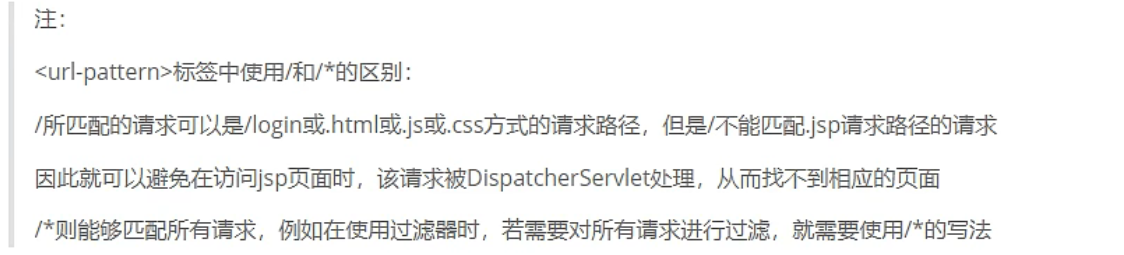 注：
<url-pattern>标签中使用/和/*的区别：
/所匹配的请求可以是/login或.html或.js或.css方式的请求路径，但是/不能匹配.jsp请求路径的请求
因此就可以避免在访问jsp页面时，该请求被DispatcherServlet处理，从而找不到相应的页面
/*则能够匹配所有请求，例如在使用过滤器时，若需要对所有请求进行过滤，就需要使用/*的写法